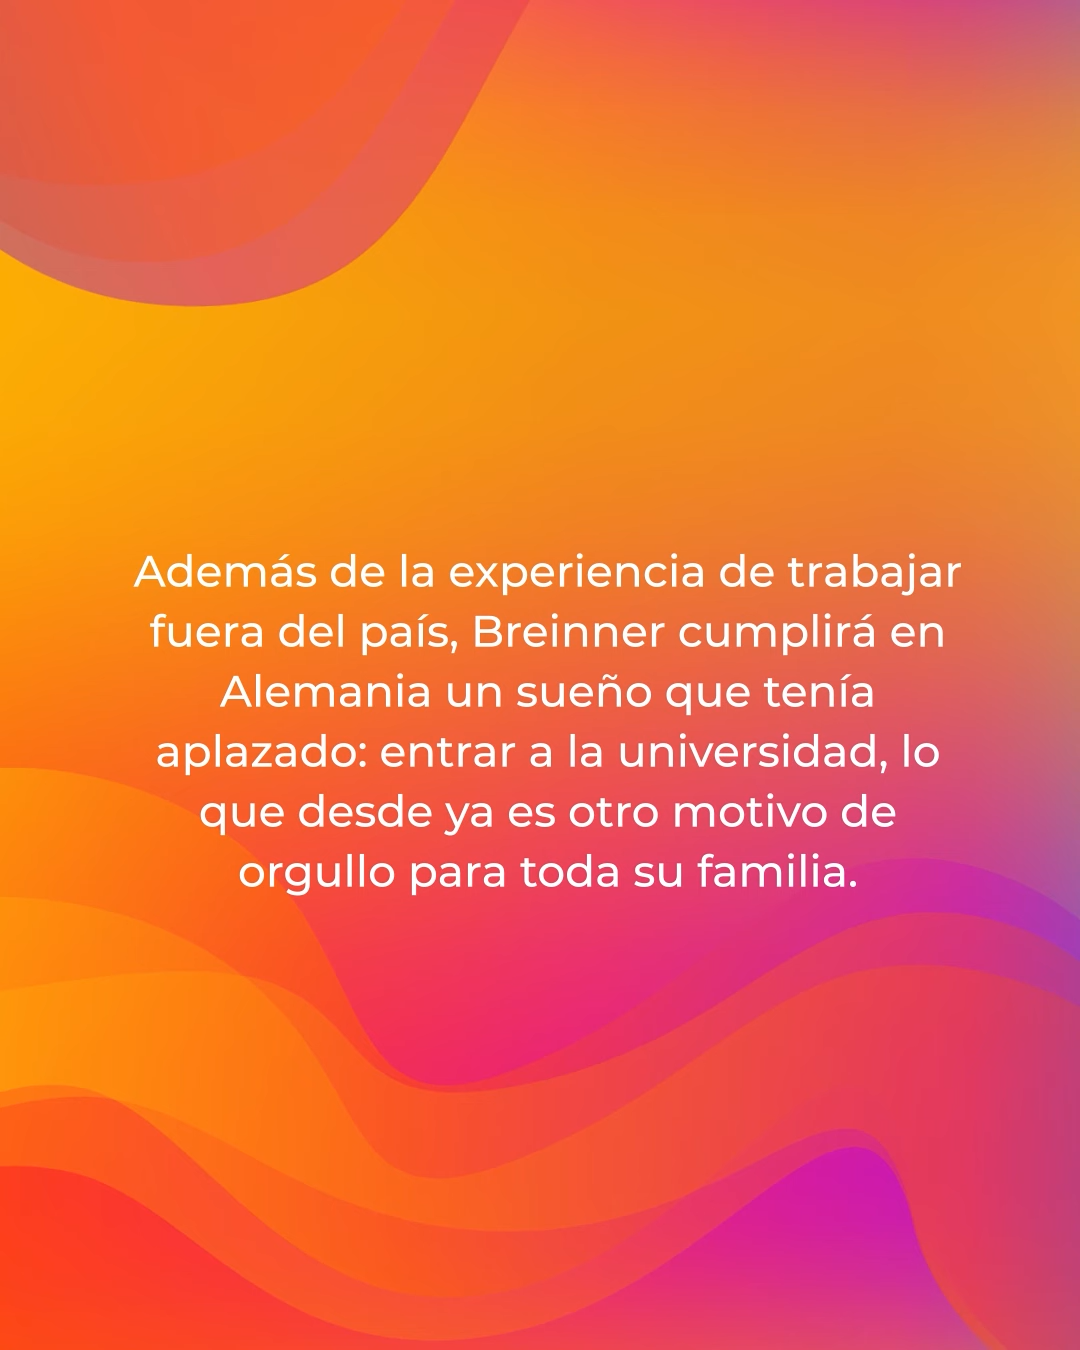 Además de la experiencia de trabajar
fuera del país, Breinner cumplirá en
Alemania un sueño que tenía
aplazado: entrar a la universidad, lo
que desde ya es otro motivo de
orgullo para toda su familia.